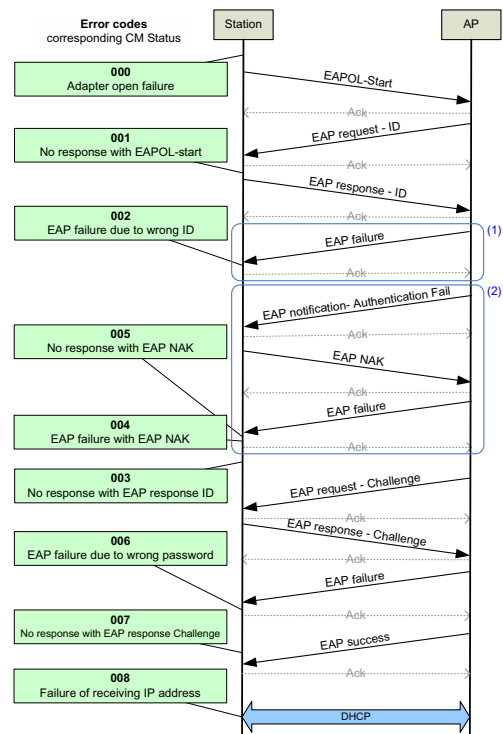 Error codes
corresponding CM Status
Station
AP
000
Adapter open failure
EAPOL-Start
Ack
EAP request - ID
001
No response with EAPOL-start
Ack
EAP response - ID
Ack
002
EAP failure due to wrong ID
(1)
EAP failure
Ack
(2)
EAP notification- Authentication Fail
Ack
005
No response with EAP NAK
EAP NAK
Ack
EAP failure
004
EAP failure with EAP NAK
Ack
003
No response with EAP response ID
EAP request - Challenge
Ack
EAP response - Challenge
006
EAP failure due to wrong password
Ack
EAP failure
Ack
007
No response with EAP response Challenge
EAP success
Ack
008
Failure of receiving IP address
DHCP